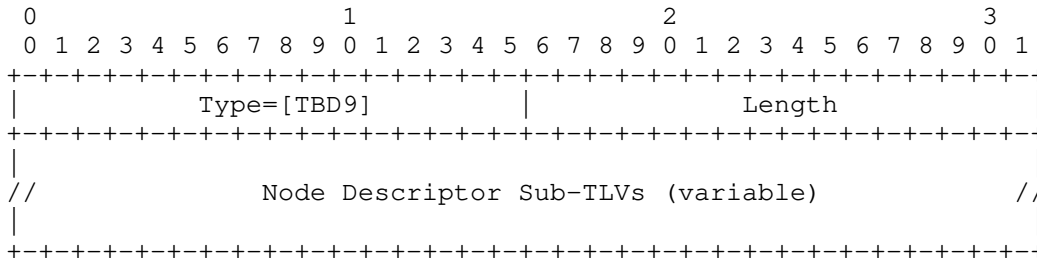 0                   1                   2                   3
 0 1 2 3 4 5 6 7 8 9 0 1 2 3 4 5 6 7 8 9 0 1 2 3 4 5 6 7 8 9 0 1
+-+-+-+-+-+-+-+-+-+-+-+-+-+-+-+-+-+-+-+-+-+-+-+-+-+-+-+-+-+-+-+--
|           Type=[TBD9]         |             Length
+-+-+-+-+-+-+-+-+-+-+-+-+-+-+-+-+-+-+-+-+-+-+-+-+-+-+-+-+-+-+-+--
|
//              Node Descriptor Sub-TLVs (variable)            //
|
+-+-+-+-+-+-+-+-+-+-+-+-+-+-+-+-+-+-+-+-+-+-+-+-+-+-+-+-+-+-+-+--